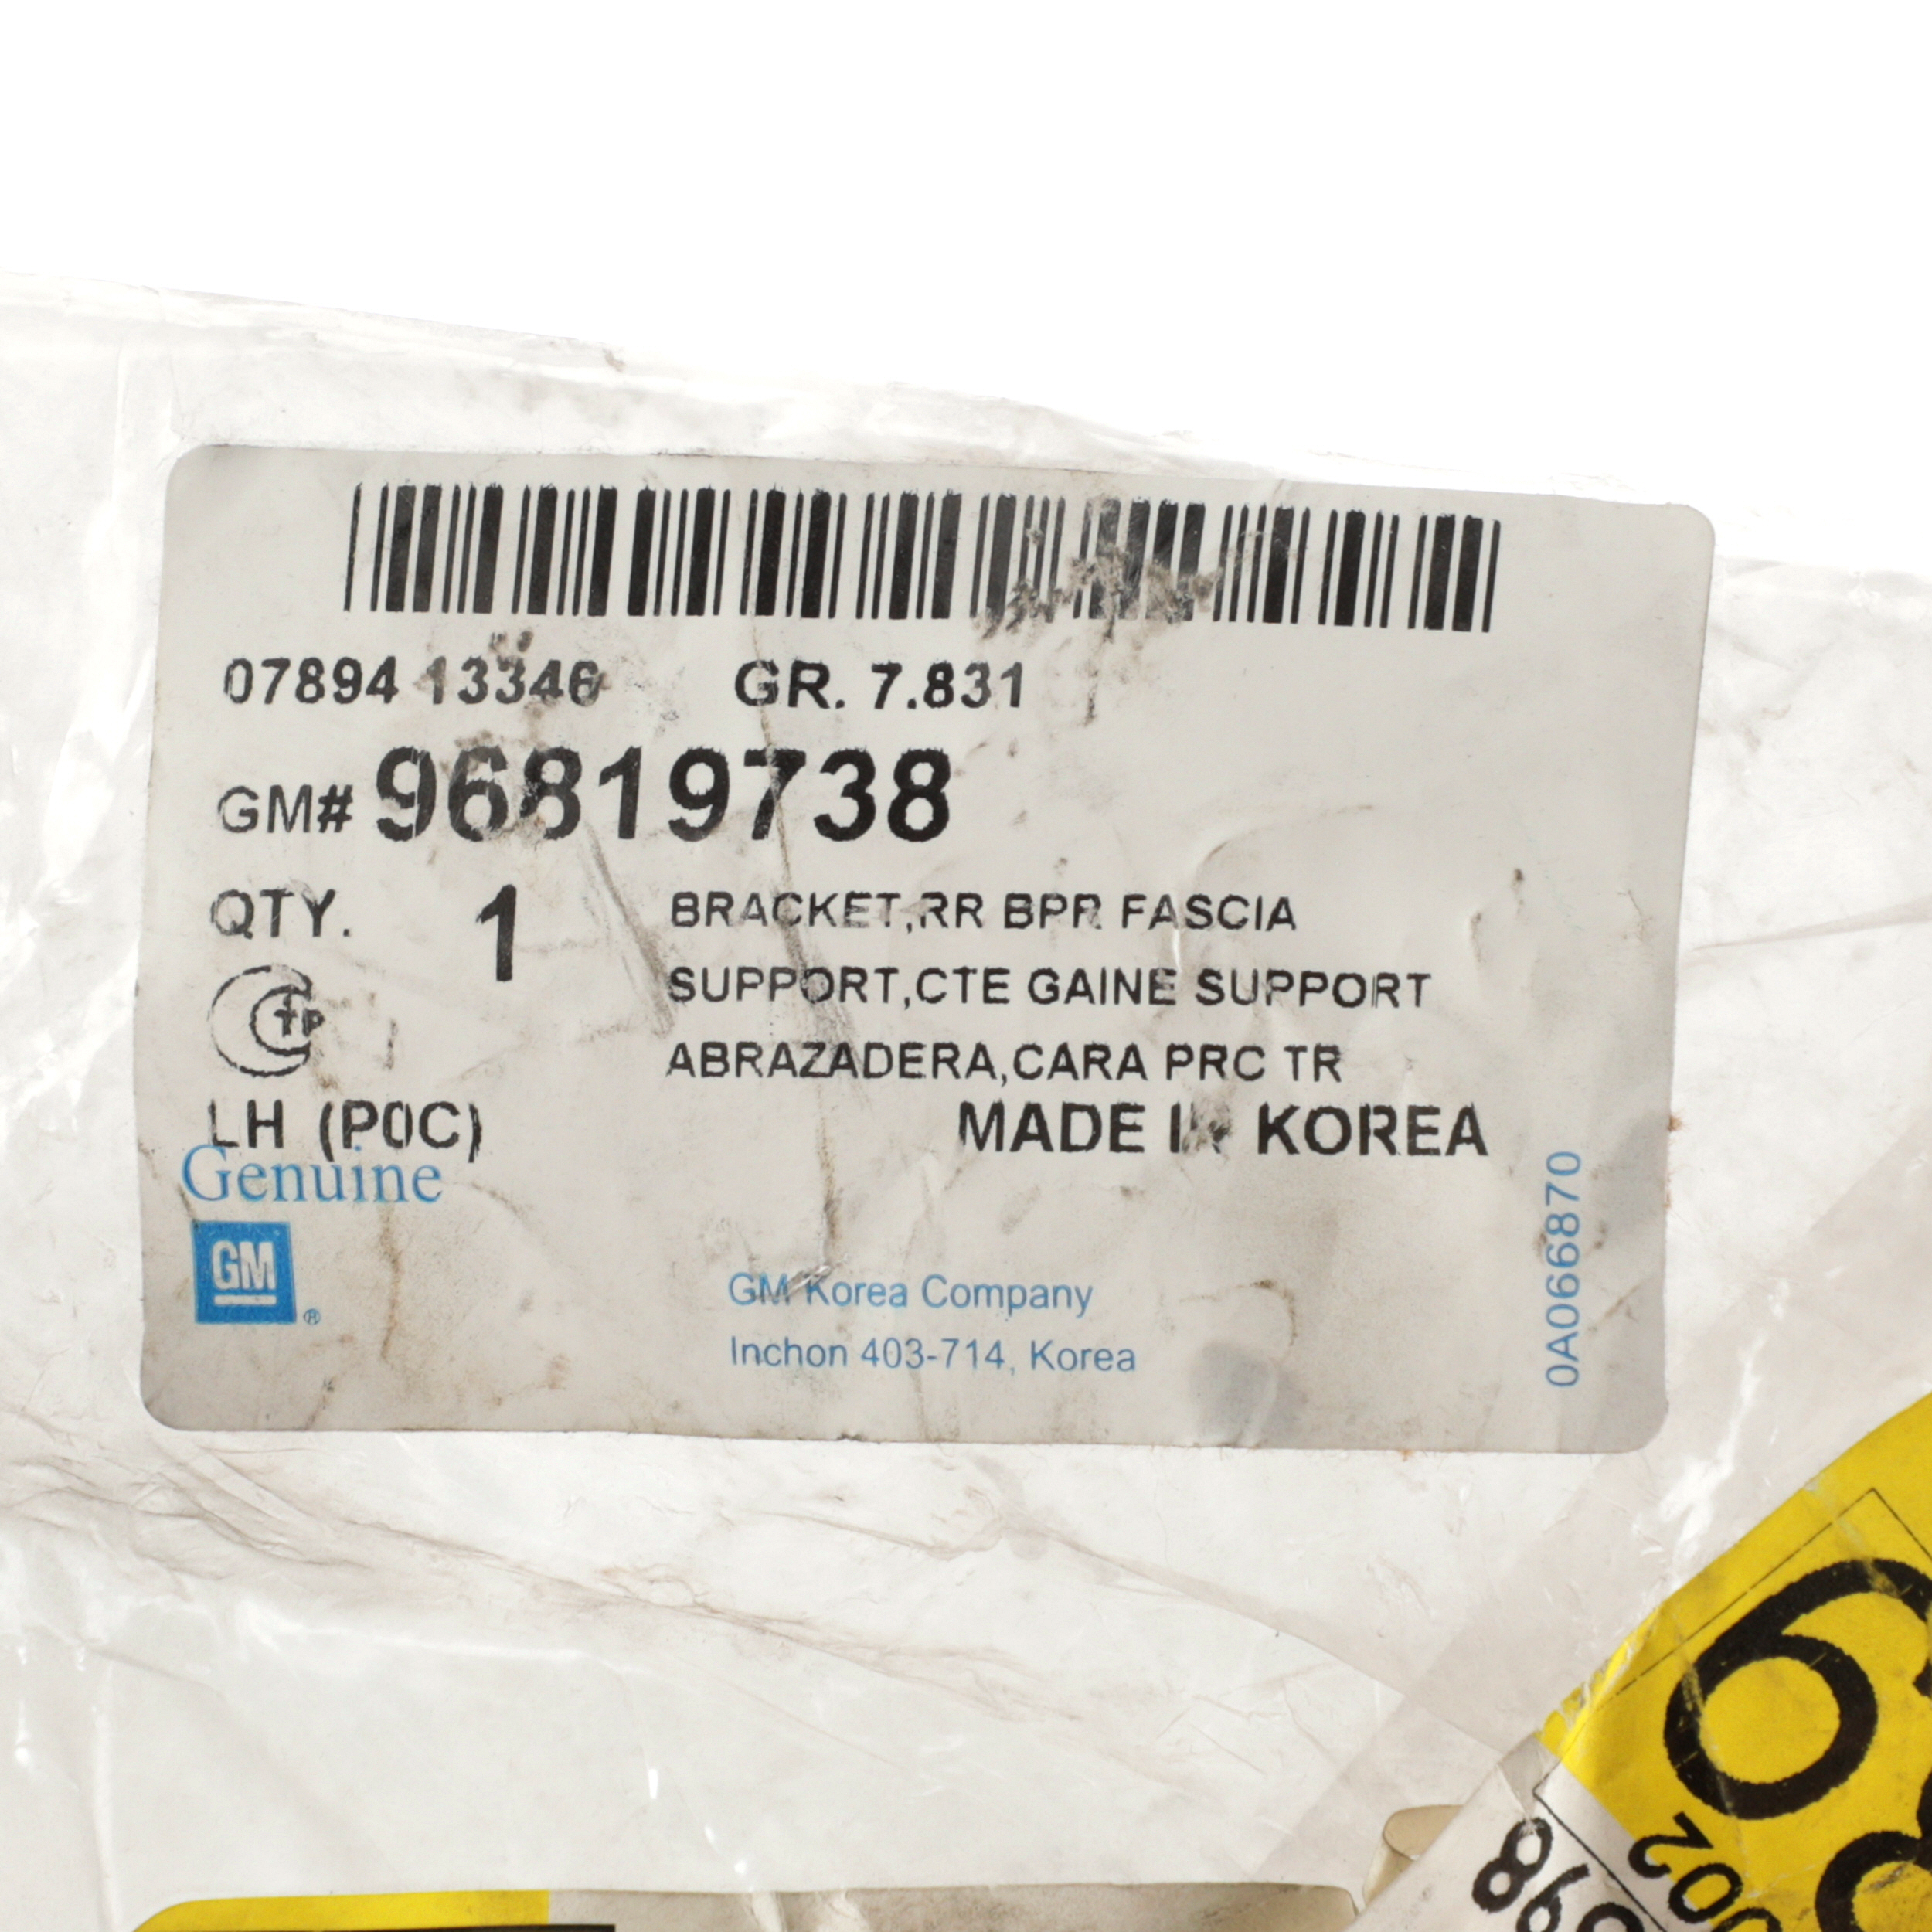 07894 13346 GR. 7.831
GM# 96819738
QTY. 1
BRACKET,RR BPR FASCIA
SUPPORT,CTE GAINE SUPPORT
ABRAZADERA,CARA PRC TR
LH (P0C) MADE IN KOREA
Genuine
GM ®
GM Korea Company
Inchon 403-714, Korea
0A066870